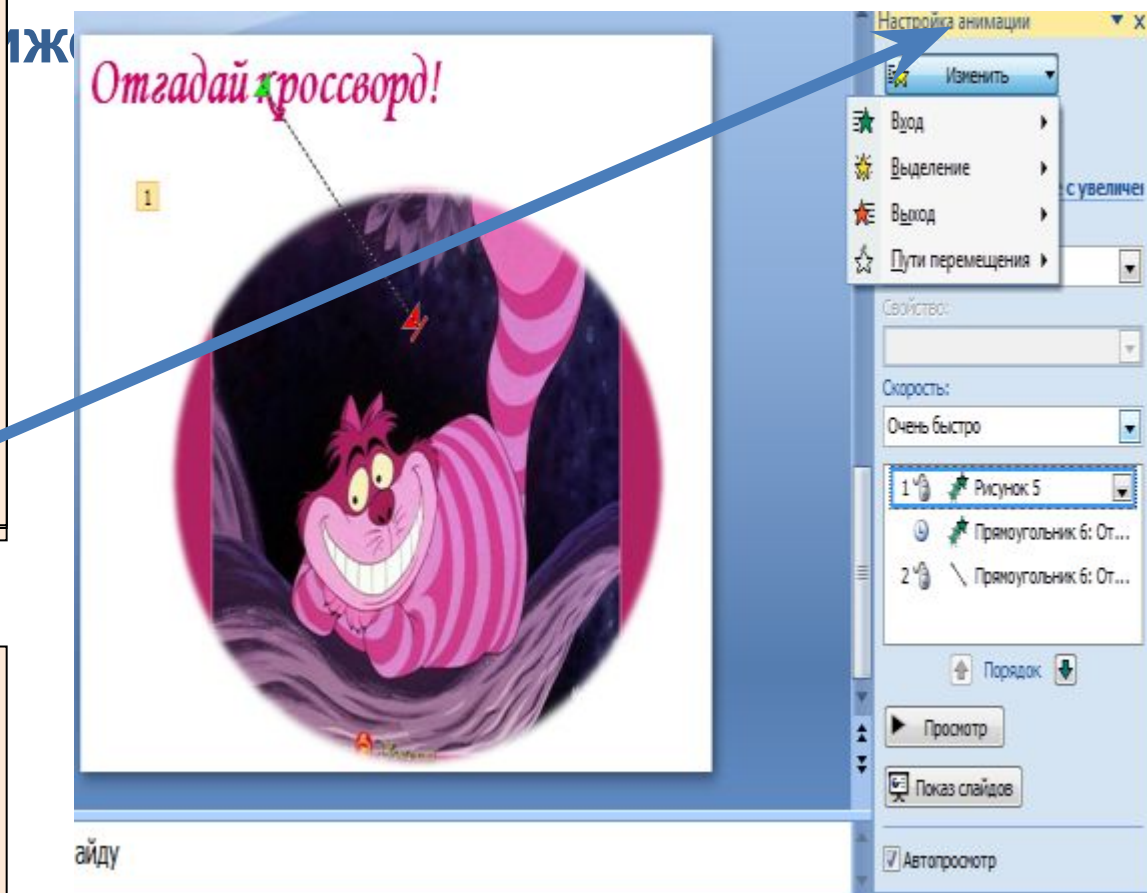 Настройка анимации
Отгадай кроссворд!
Изменить
Вход
Выделение
Выход
Пути перемещения
1
с увеличе
Свойство:
Скорость:
Очень быстро
1 Рисунок 5
Прямоугольник 6: От...
2 Прямоугольник 6: От...
Порядок
Просмотр
Показ слайдов
Автопросмотр
айду